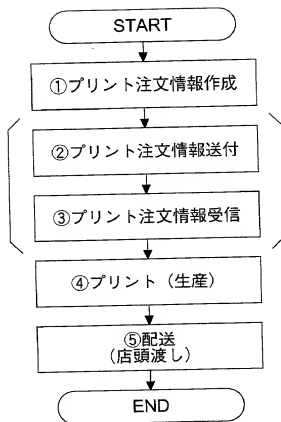 START
①プリント注文情報作成
②プリント注文情報送付
③プリント注文情報受信
④プリント（生産）
⑤配送
（店頭渡し）
END